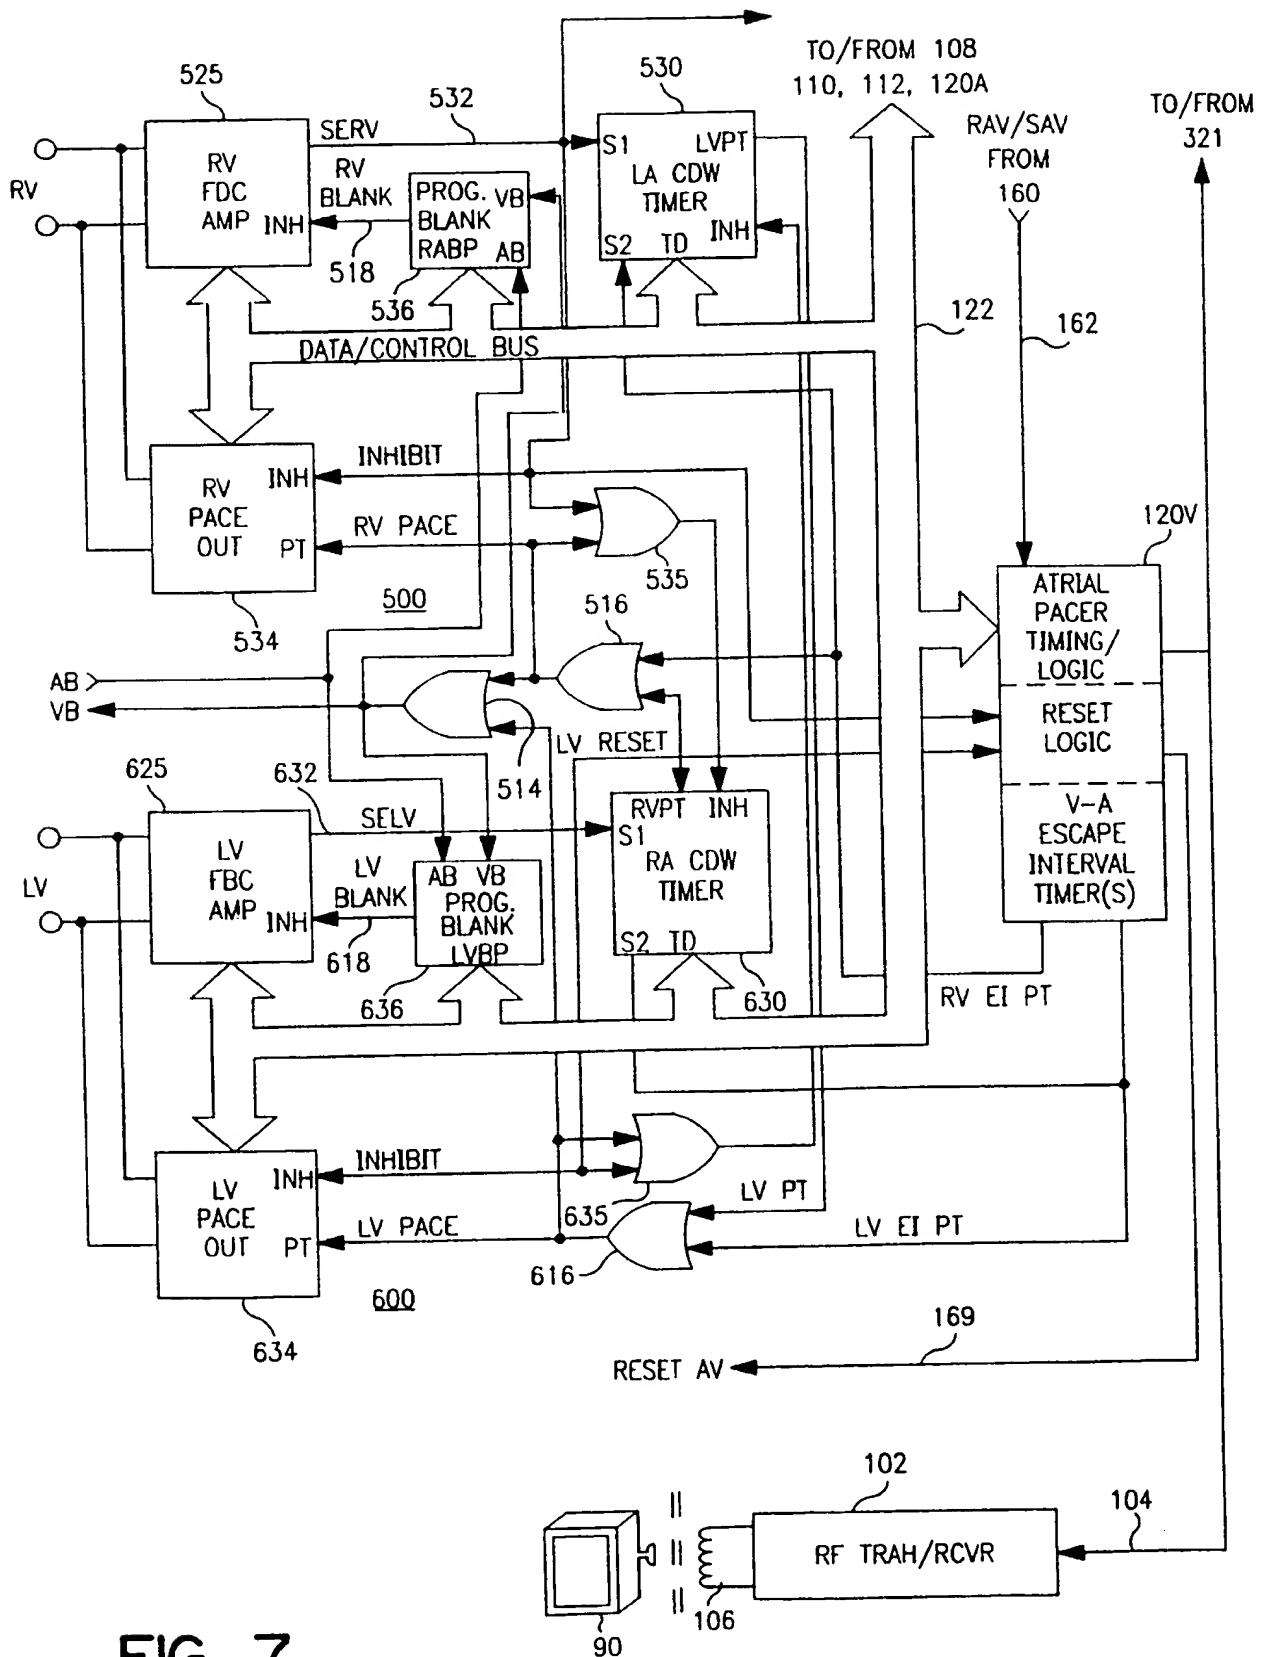 TO/FROM 108
110, 112, 120A
TO/FROM
321
RAV/SAV
FROM
160
525
532
530
SERV
RV
RV
FDC
AMP
INH
RV
BLANK
518
PROG.
BLANK
RABP
VB
AB
536
S1
LVPT
LA CDW
TIMER
INH
S2
TD
122
162
DATA/CONTROL BUS
INHIBIT
RV
PACE
OUT
INH
PT
RV PACE
535
534
500
516
120V
ATRIAL
PACER
TIMING/
LOGIC
RESET
LOGIC
V-A
ESCAPE
INTERVAL
TIMER(S)
AB
VB
514
LV RESET
625
632
SELV
LV
LV
FBC
AMP
INH
LV
BLANK
618
AB
VB
PROG.
BLANK
LVBP
636
RVPT
INH
S1
RA CDW
TIMER
S2
TD
630
RV EI PT
INHIBIT
LV
PACE
OUT
INH
PT
LV PACE
635
LV PT
LV EI PT
616
600
634
169
RESET AV
102
104
RF TRAH/RCVR
106
90
FIG. 7